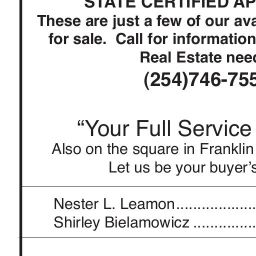 STATE CERTIFIED AP
These are just a few of our ava
for sale. Call for information
Real Estate need
(254)746-755
“Your Full Service
Also on the square in Franklin
Let us be your buyer's
Nester L. Leamon...................
Shirley Bielamowicz ...............